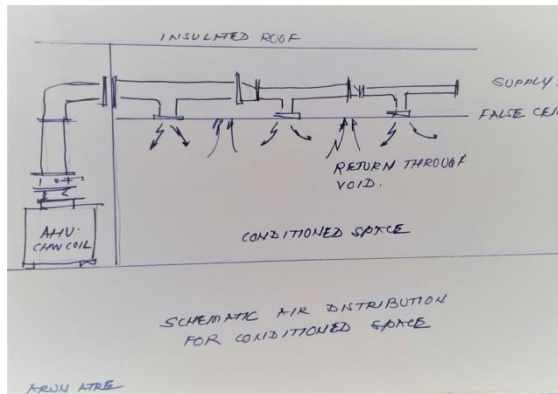 INSULATED ROOF
SUPPLY.
FALSE CEI
RETURN THROUGH
VOID.
AHU.
CHW COIL
CONDITIONED SPACE
SCHEMATIC AIR DISTRIBUTION
FOR CONDITIONED SPACE
ARUN ATRE